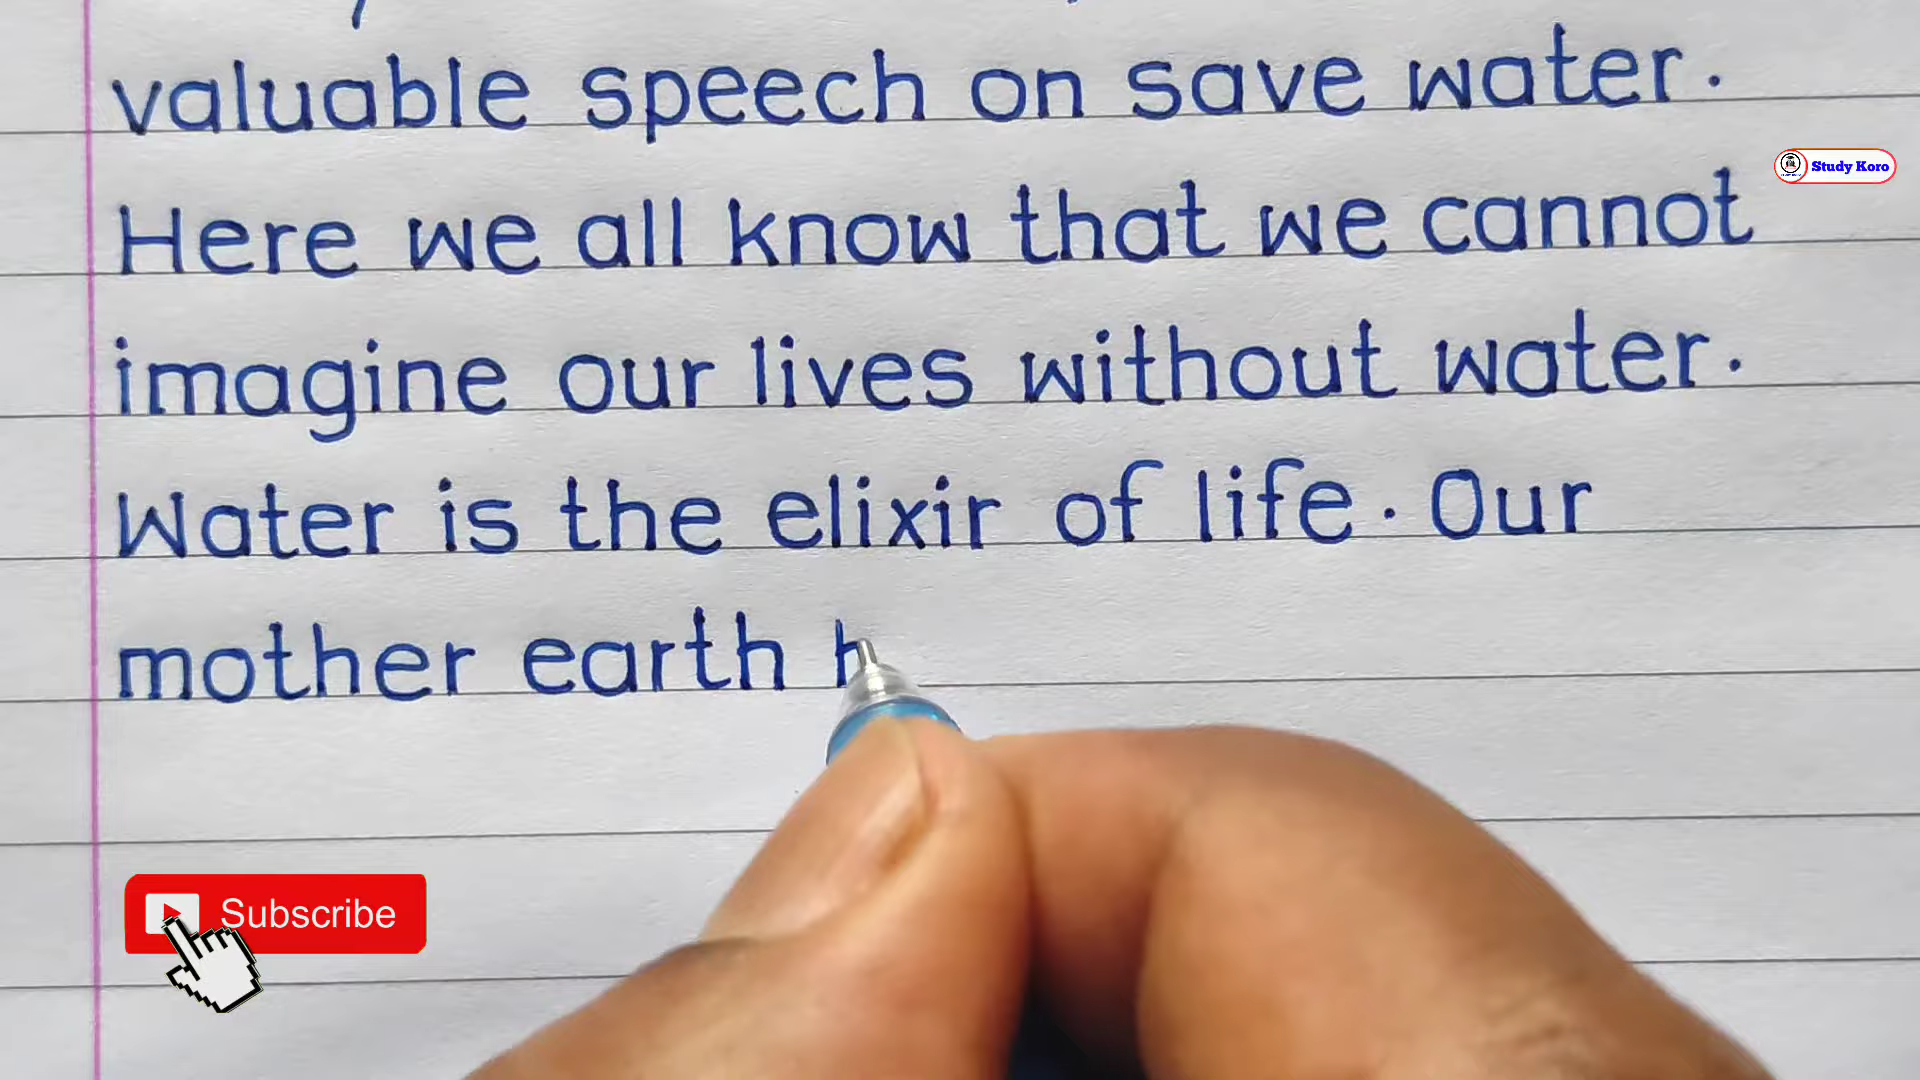 valuable speech on save water.
Study Koro
Here we all know that we cannot
imagine our lives without water.
Water is the elixir of life. Our
mother earth h
Subscribe